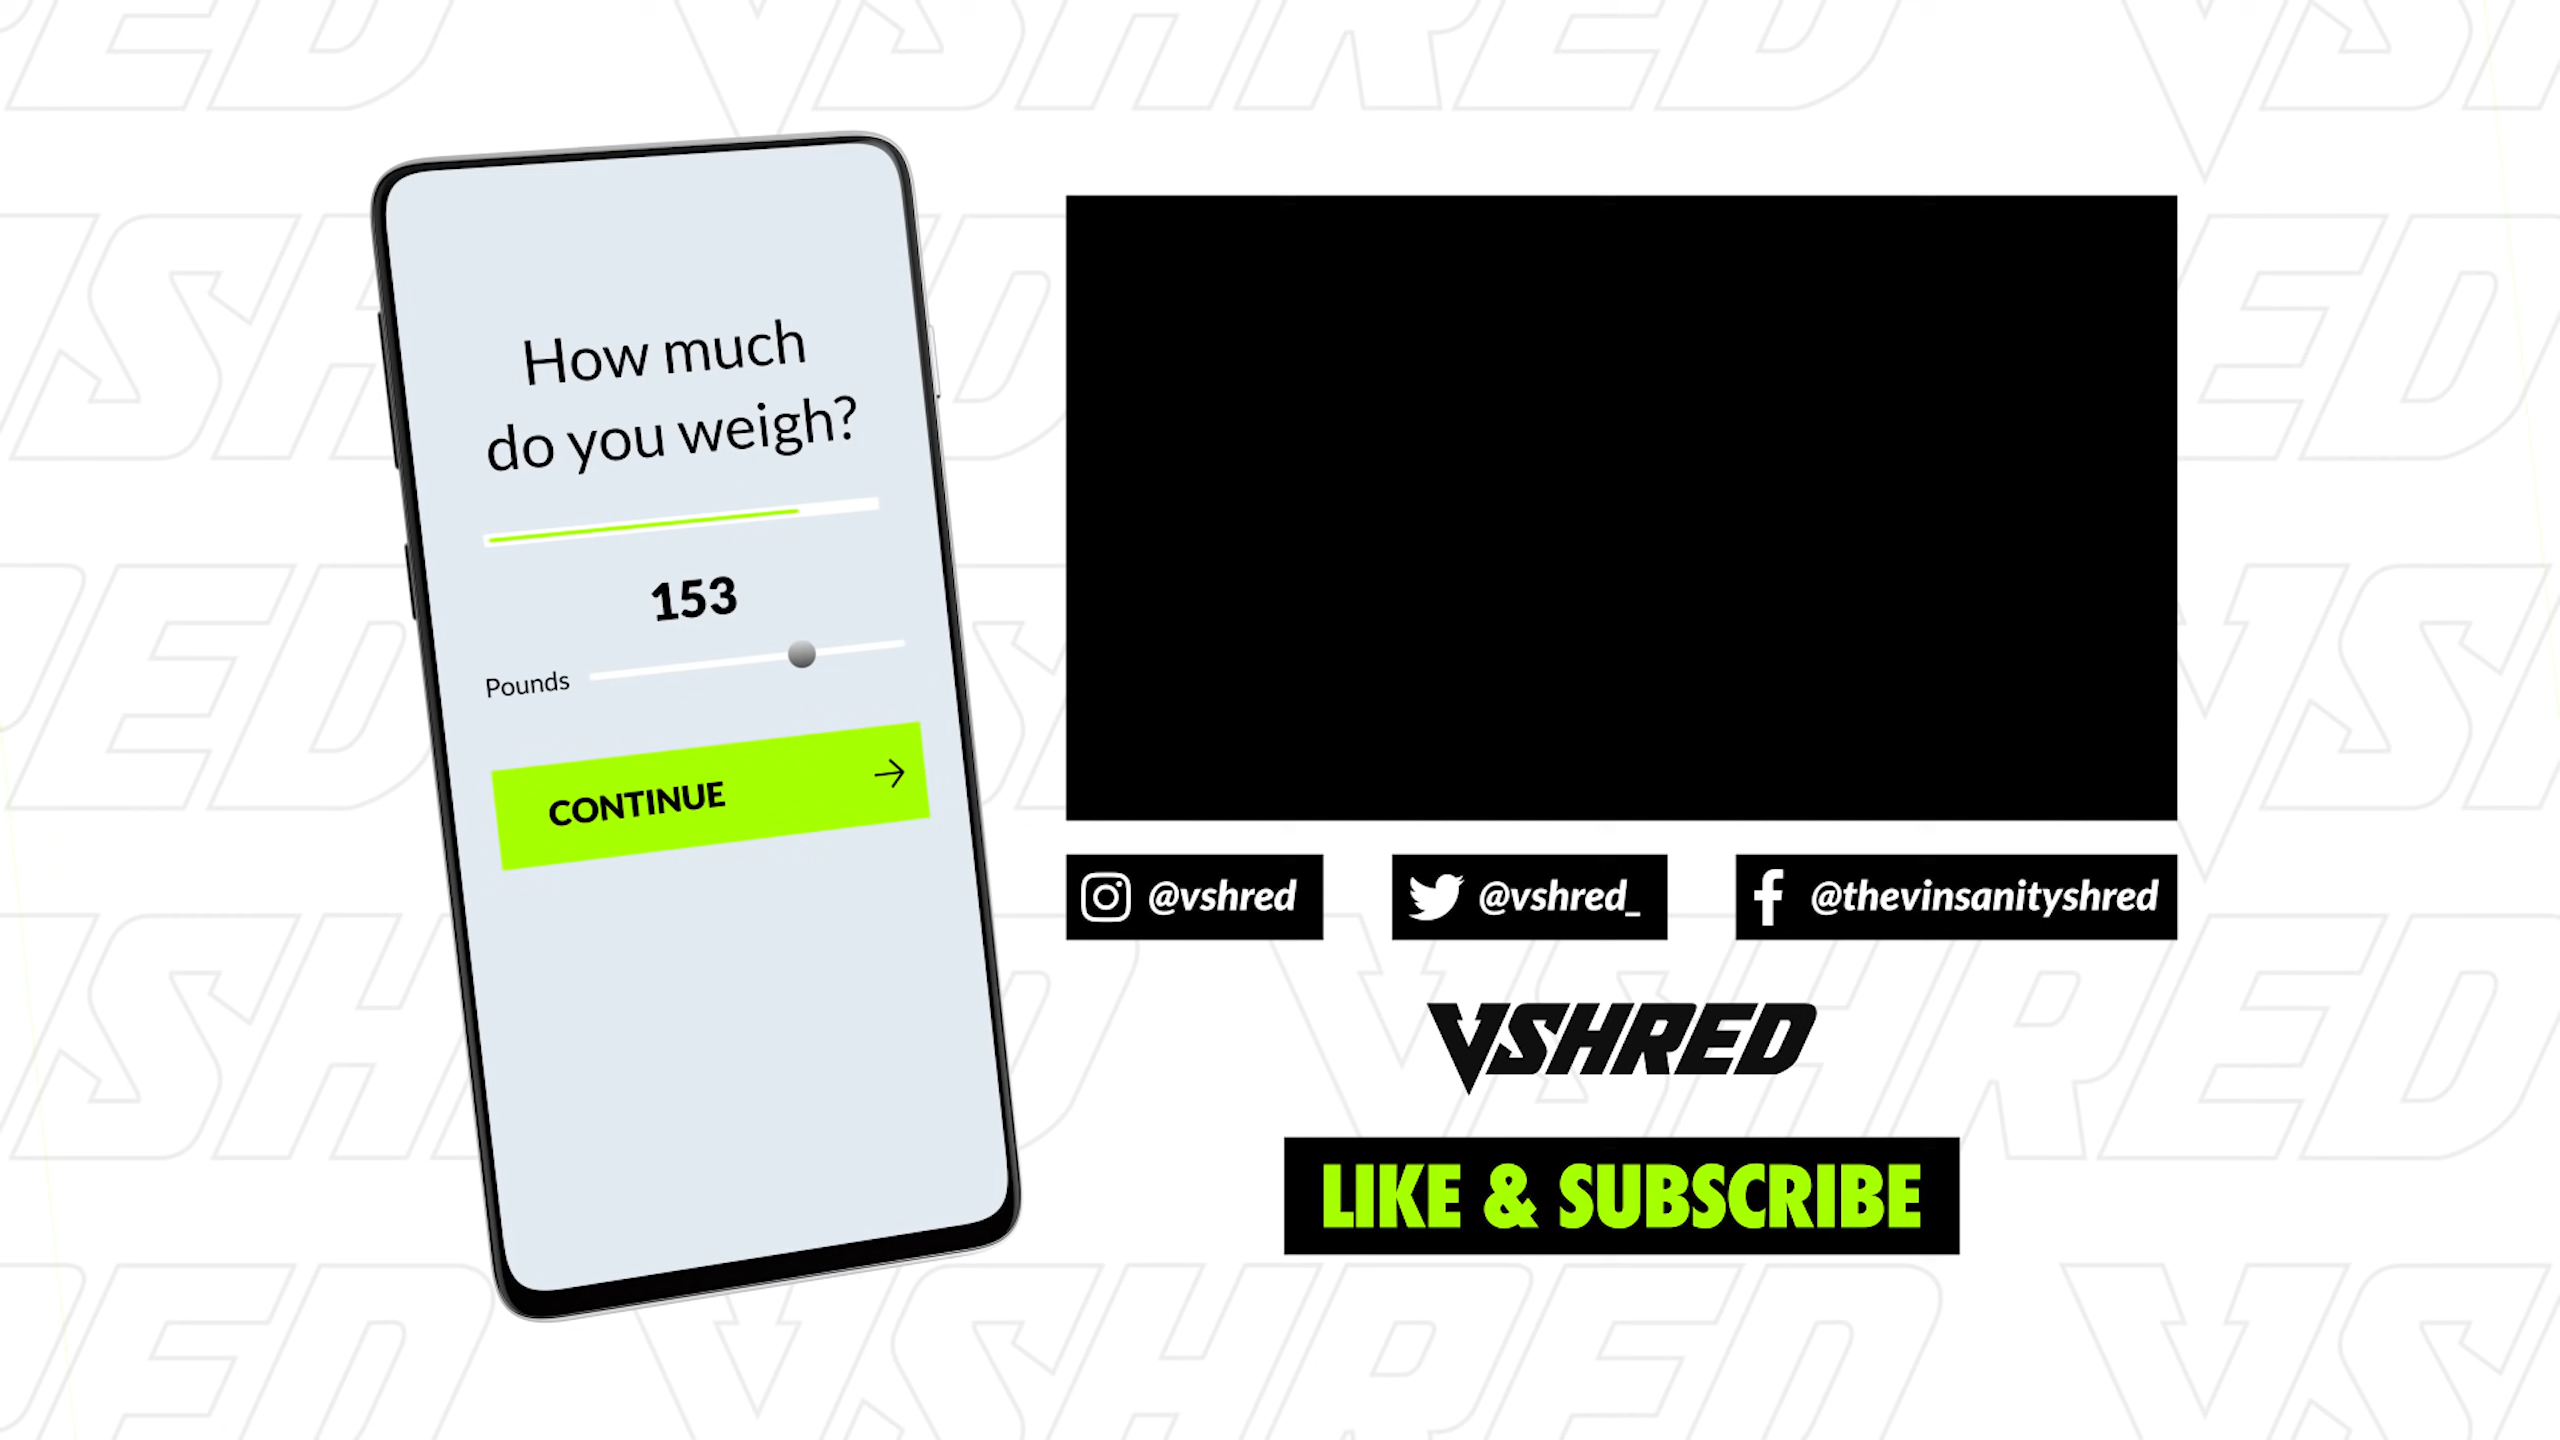 How much
do you weigh?
153
Pounds
CONTINUE
@vshred
@vshred_
@thevinsanityshred
VSHRED
LIKE & SUBSCRIBE